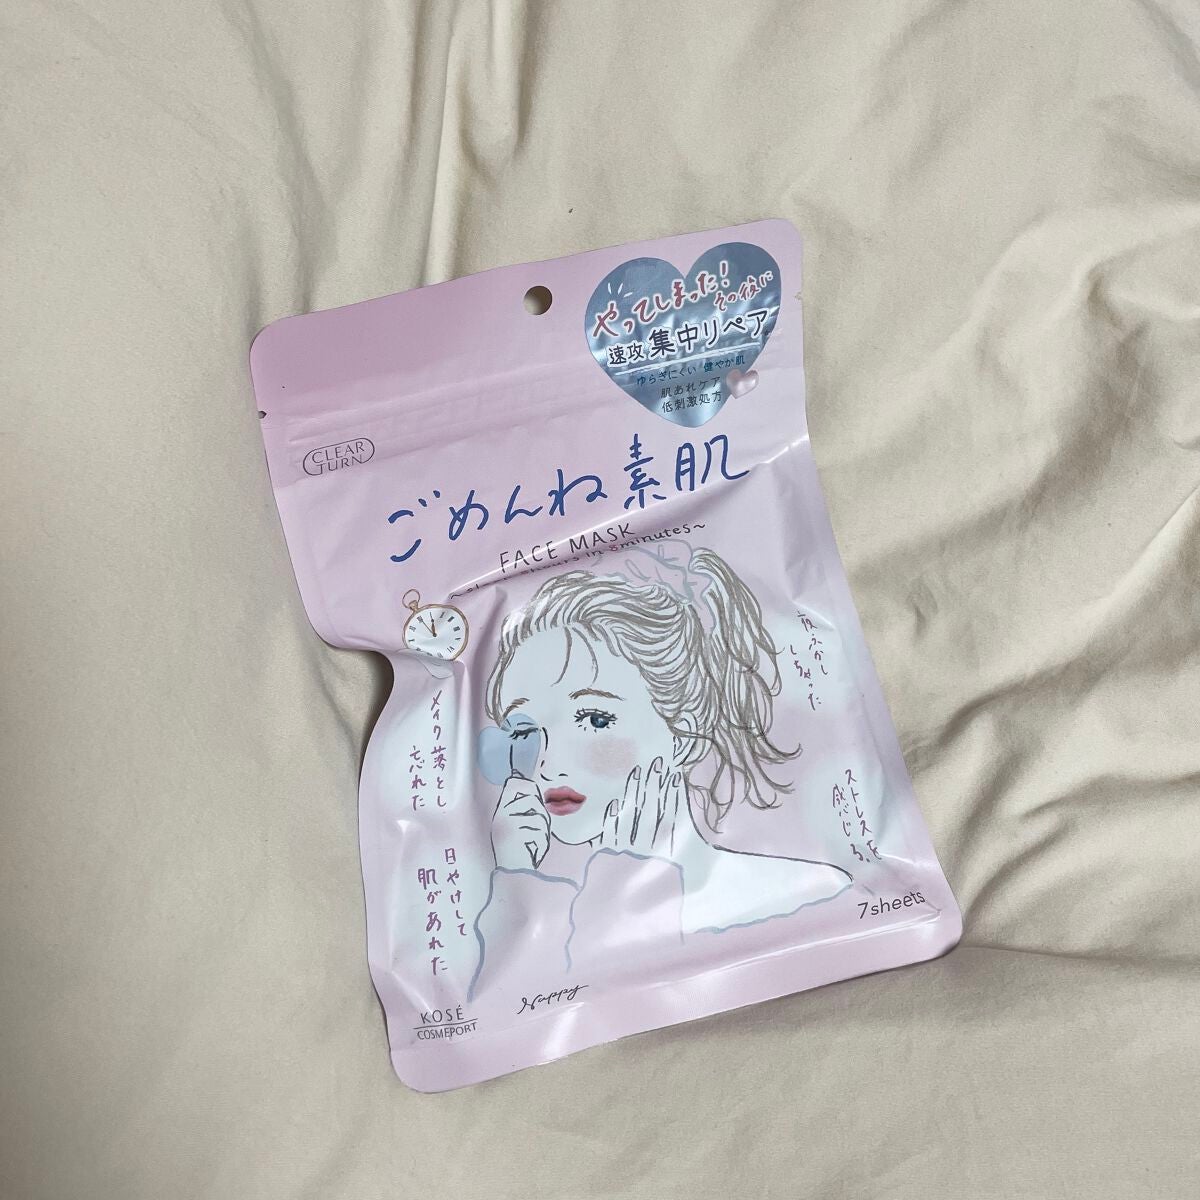 やってしまった!
その夜に
速攻 集中リペア
ゆらぎにくい 健やか肌
肌あれケア
低刺激処方
CLEAR
TURN
ごめんね素肌
FACE MASK
hours in 8minutes~
夜ふかし
しちゃった
メイク落とし
忘れた
ストレスを
感じる。
日やけして
肌があれた
7sheets
KOSÉ
COSMEPORT